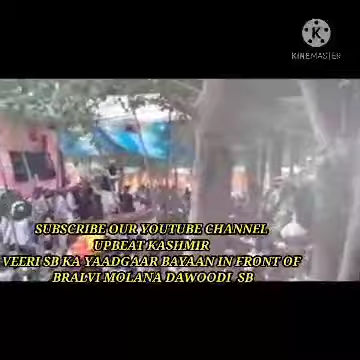 KINEMASTER
SUBSCRIBE OUR YOUTUBE CHANNEL
UPBEAT KASHMIR
VEERI SB KA YAADGAAR BAYAAN IN FRONT OF
BRALVI MOLANA DAWOODI SB